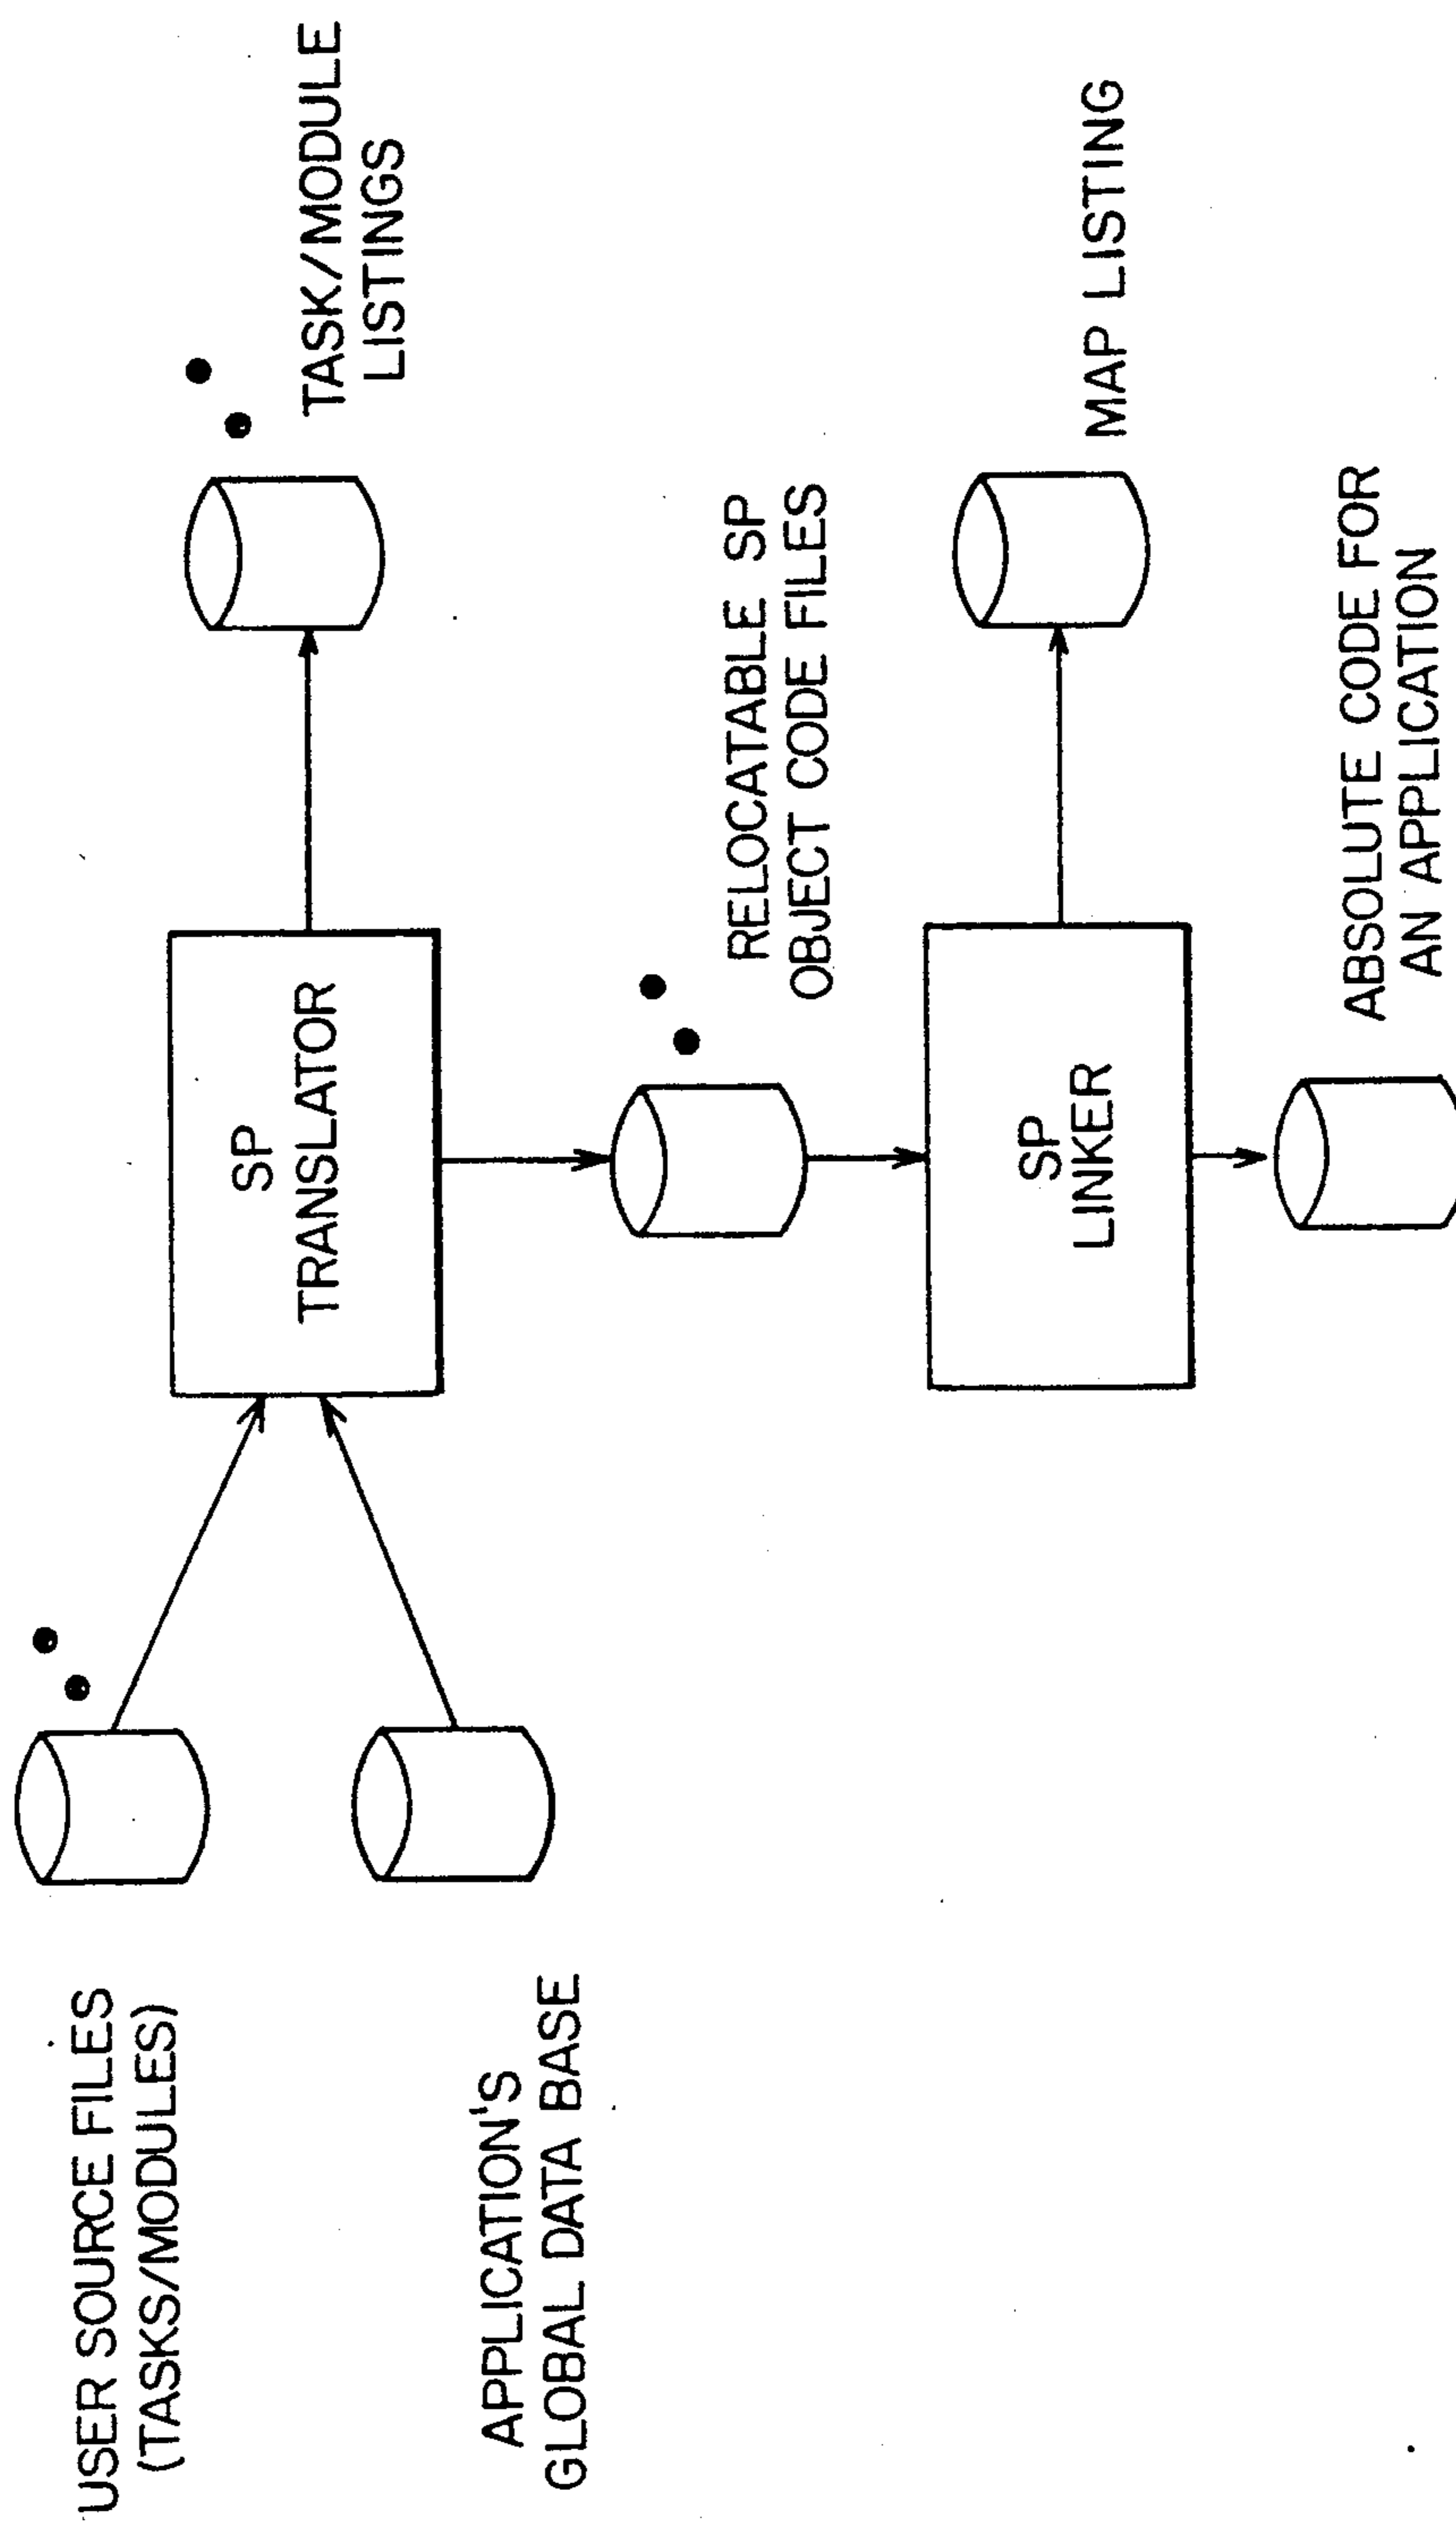 USER SOURCE FILES
(TASKS/MODULES)
APPLICATION'S
GLOBAL DATA BASE
SP
TRANSLATOR
TASK/MODULE
LISTINGS
RELOCATABLE SP
OBJECT CODE FILES
SP
LINKER
MAP LISTING
ABSOLUTE CODE FOR
AN APPLICATION